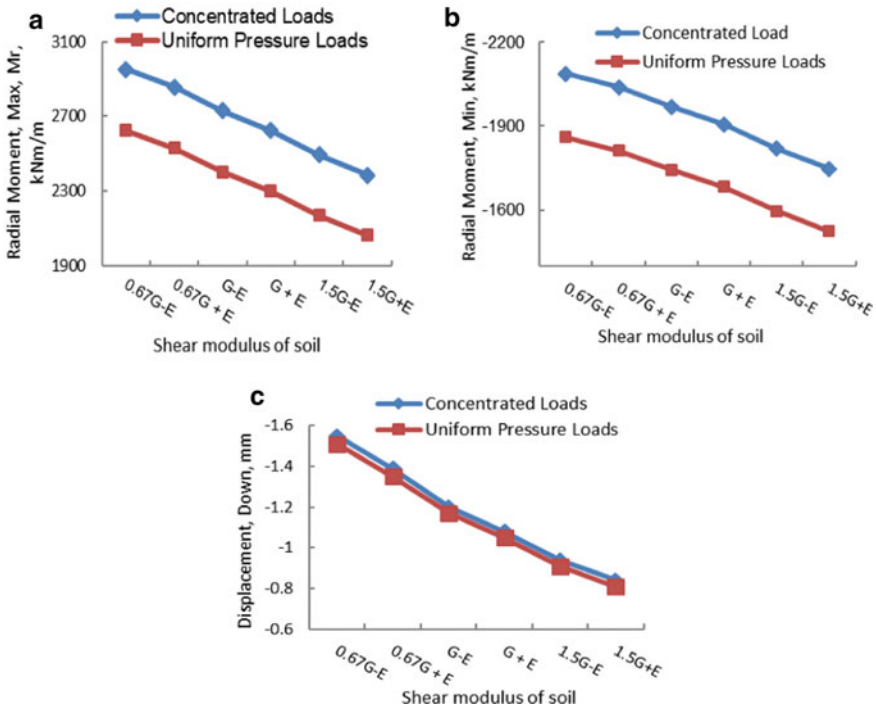 a
Concentrated Loads
Uniform Pressure Loads
Radial Moment, Max, Mr,
kNm/m
3100
2700
2300
1900
0.67G-E
0.67G + E
G-E
G + E
1.5G-E
1.5G+E
Shear modulus of soil
b
Concentrated Load
Uniform Pressure Loads
Radial Moment, Min, kNm/m
-2200
-1900
-1600
0.67G-E
0.67G + E
G-E
G + E
1.5G-E
1.5G+E
Shear modulus of soil
c
Concentrated Loads
Uniform Pressure Loads
Displacement, Down, mm
-1.6
-1.4
-1.2
-1
-0.8
-0.6
0.67G-E
0.67G + E
G-E
G + E
1.5G-E
1.5G+E
Shear modulus of soil